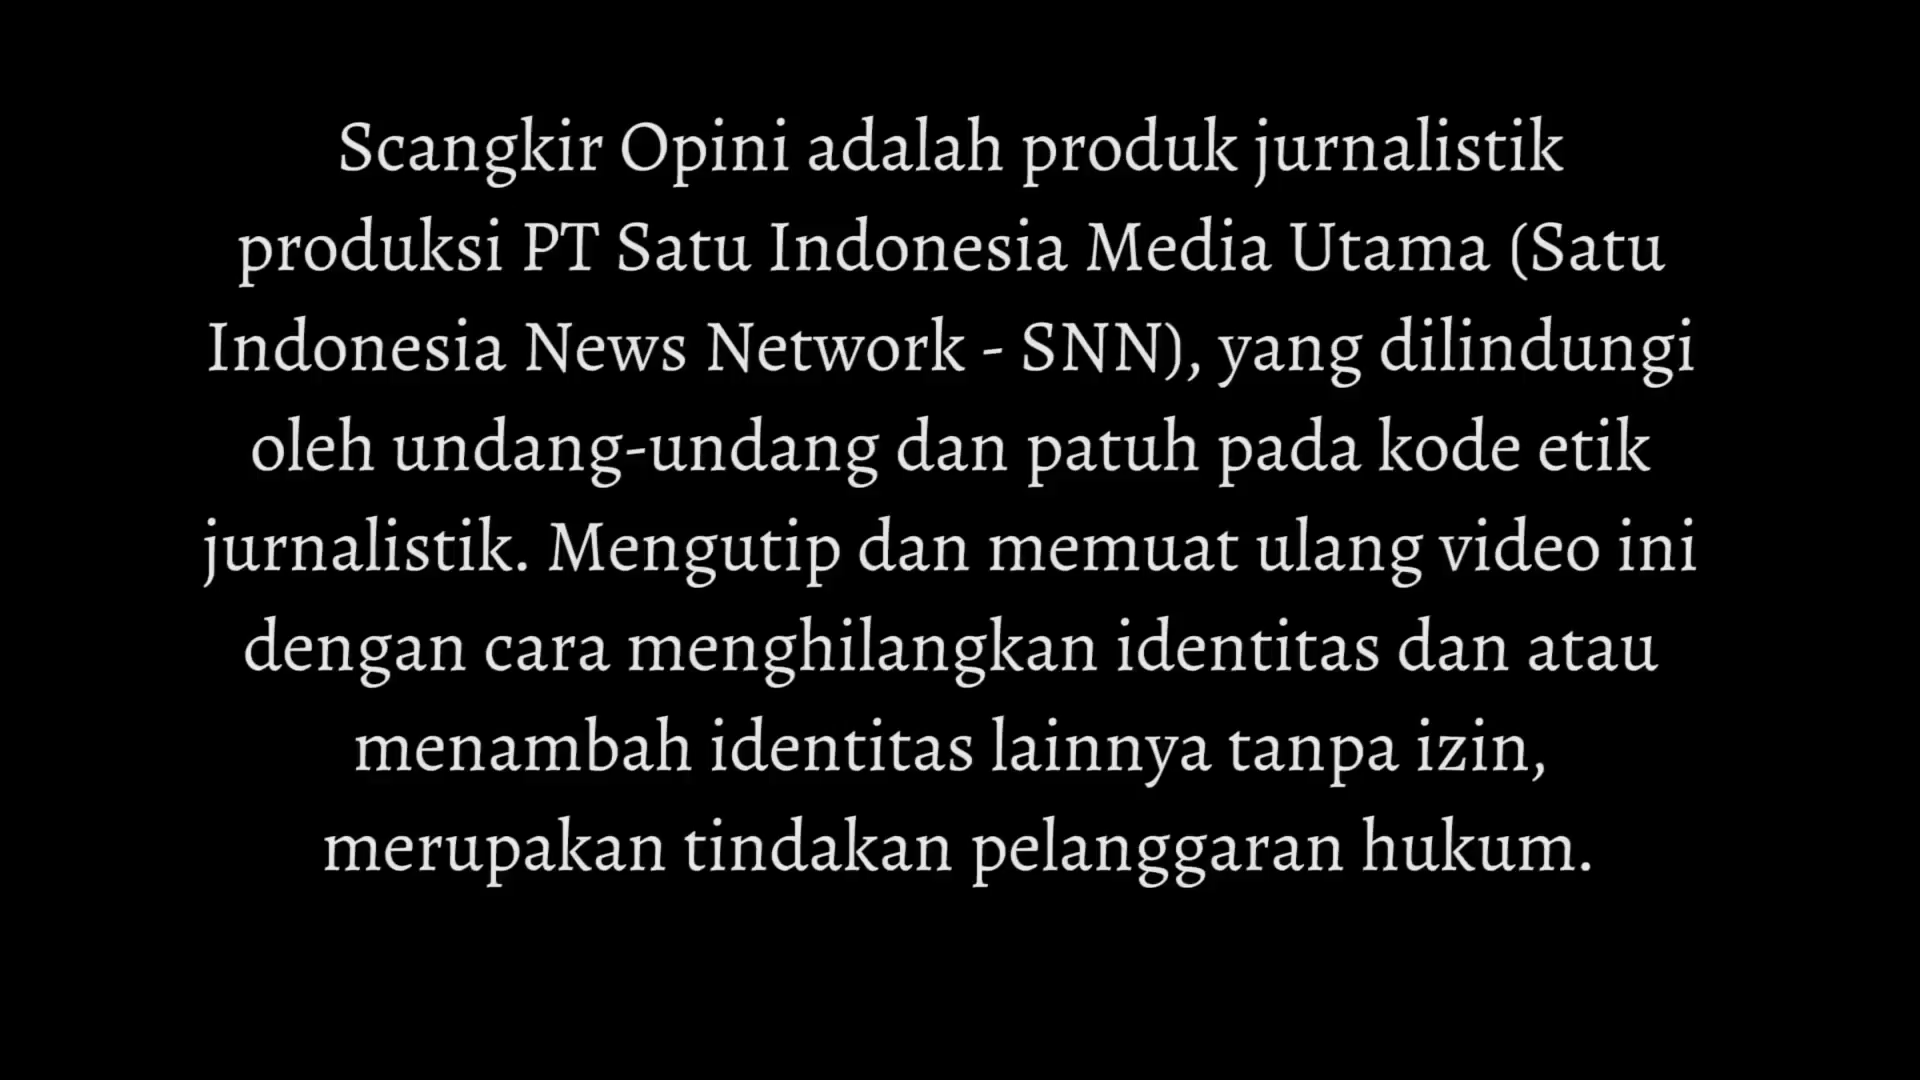 Scangkir Opini adalah produk jurnalistik
produksi PT Satu Indonesia Media Utama (Satu
Indonesia News Network - SNN), yang dilindungi
oleh undang-undang dan patuh pada kode etik
jurnalistik. Mengutip dan memuat ulang video ini
dengan cara menghilangkan identitas dan atau
menambah identitas lainnya tanpa izin,
merupakan tindakan pelanggaran hukum.